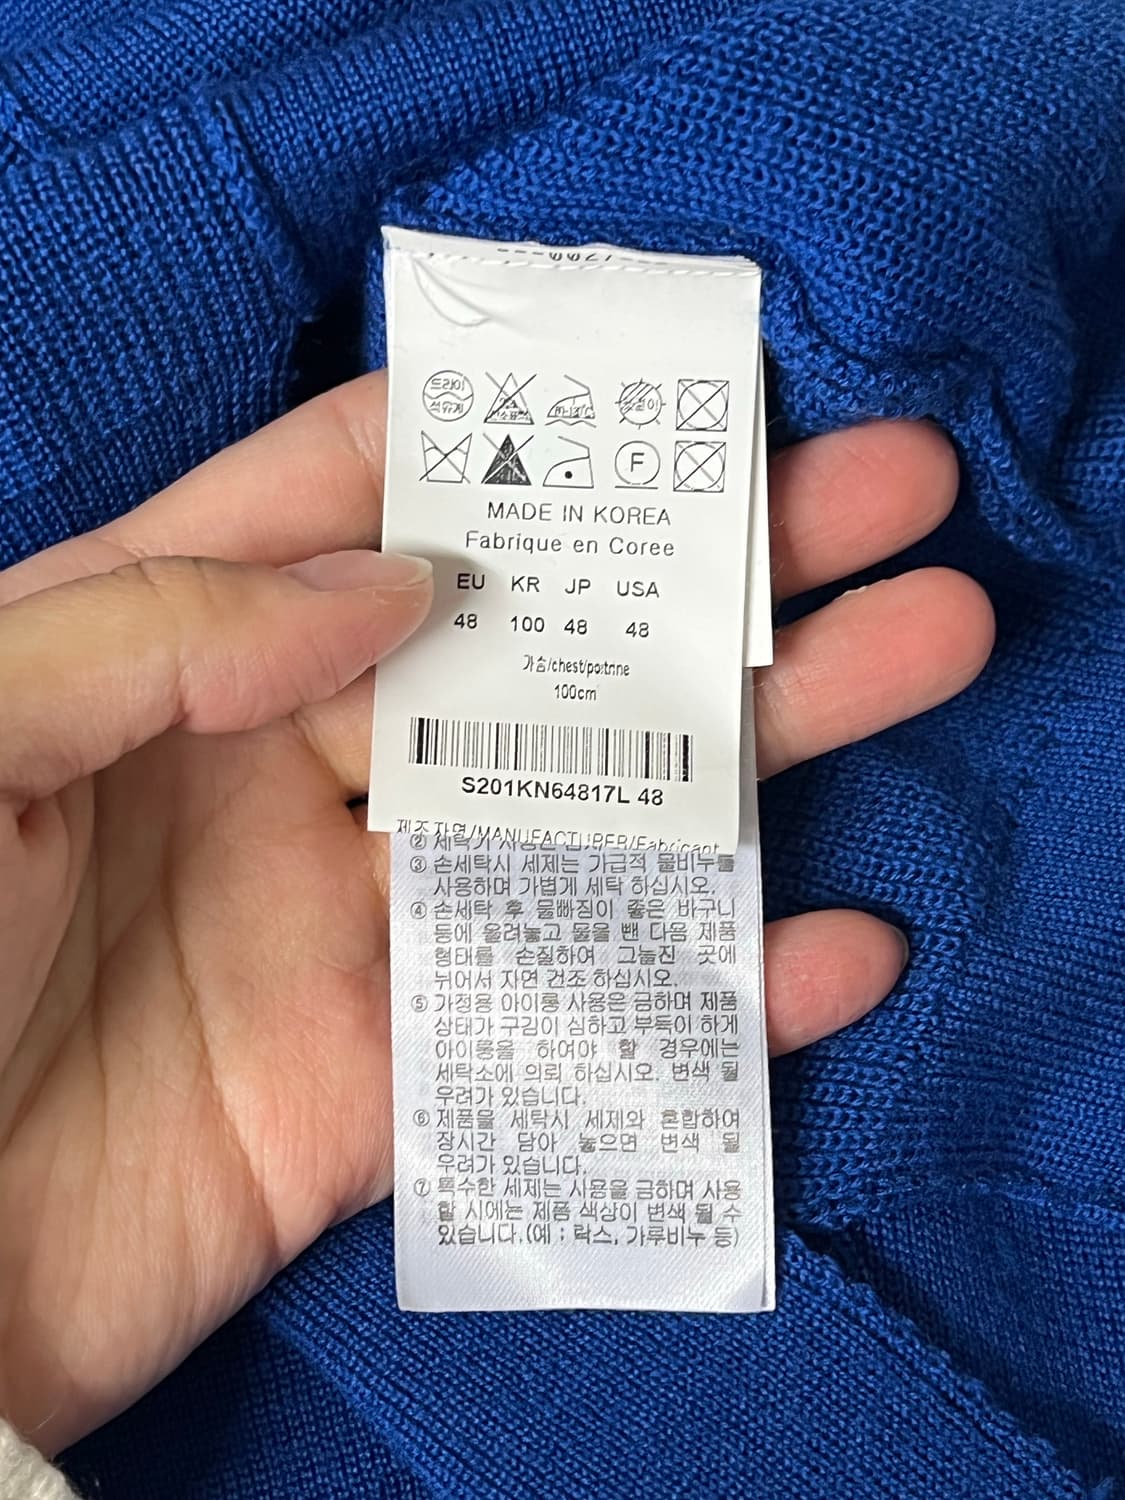 드라이
석유계
F
MADE IN KOREA
Fabrique en Coree
EU KR JP USA
48 100 48 48
가슴/chest/poitrine
100cm
S201KN64817L 48
제조자명/MANUFACTURER/Fabricant
② 세탁기 사용은
③ 손세탁시 세제는 가급적 물비누를
사용하며 가볍게 세탁 하십시오.
④ 손세탁 후 물빠짐이 좋은 바구니
등에 올려놓고 물을 뺀 다음 제품
형태를 손질하여 그늘진 곳에
뉘어서 자연 건조 하십시오.
⑤ 가정용 아이롱 사용은 금하며 제품
상태가 구김이 심하고 부득이 하게
아이롱을 하여야 할 경우에는
세탁소에 의뢰 하십시오. 변색 될
우려가 있습니다.
⑥ 제품을 세탁시 세제와 혼합하여
장시간 담아 놓으면 변색 될
우려가 있습니다.
⑦ 특수한 세제는 사용을 금하며 사용
할 시에는 제품 색상이 변색 될 수
있습니다.(예 : 락스, 가루비누 등)